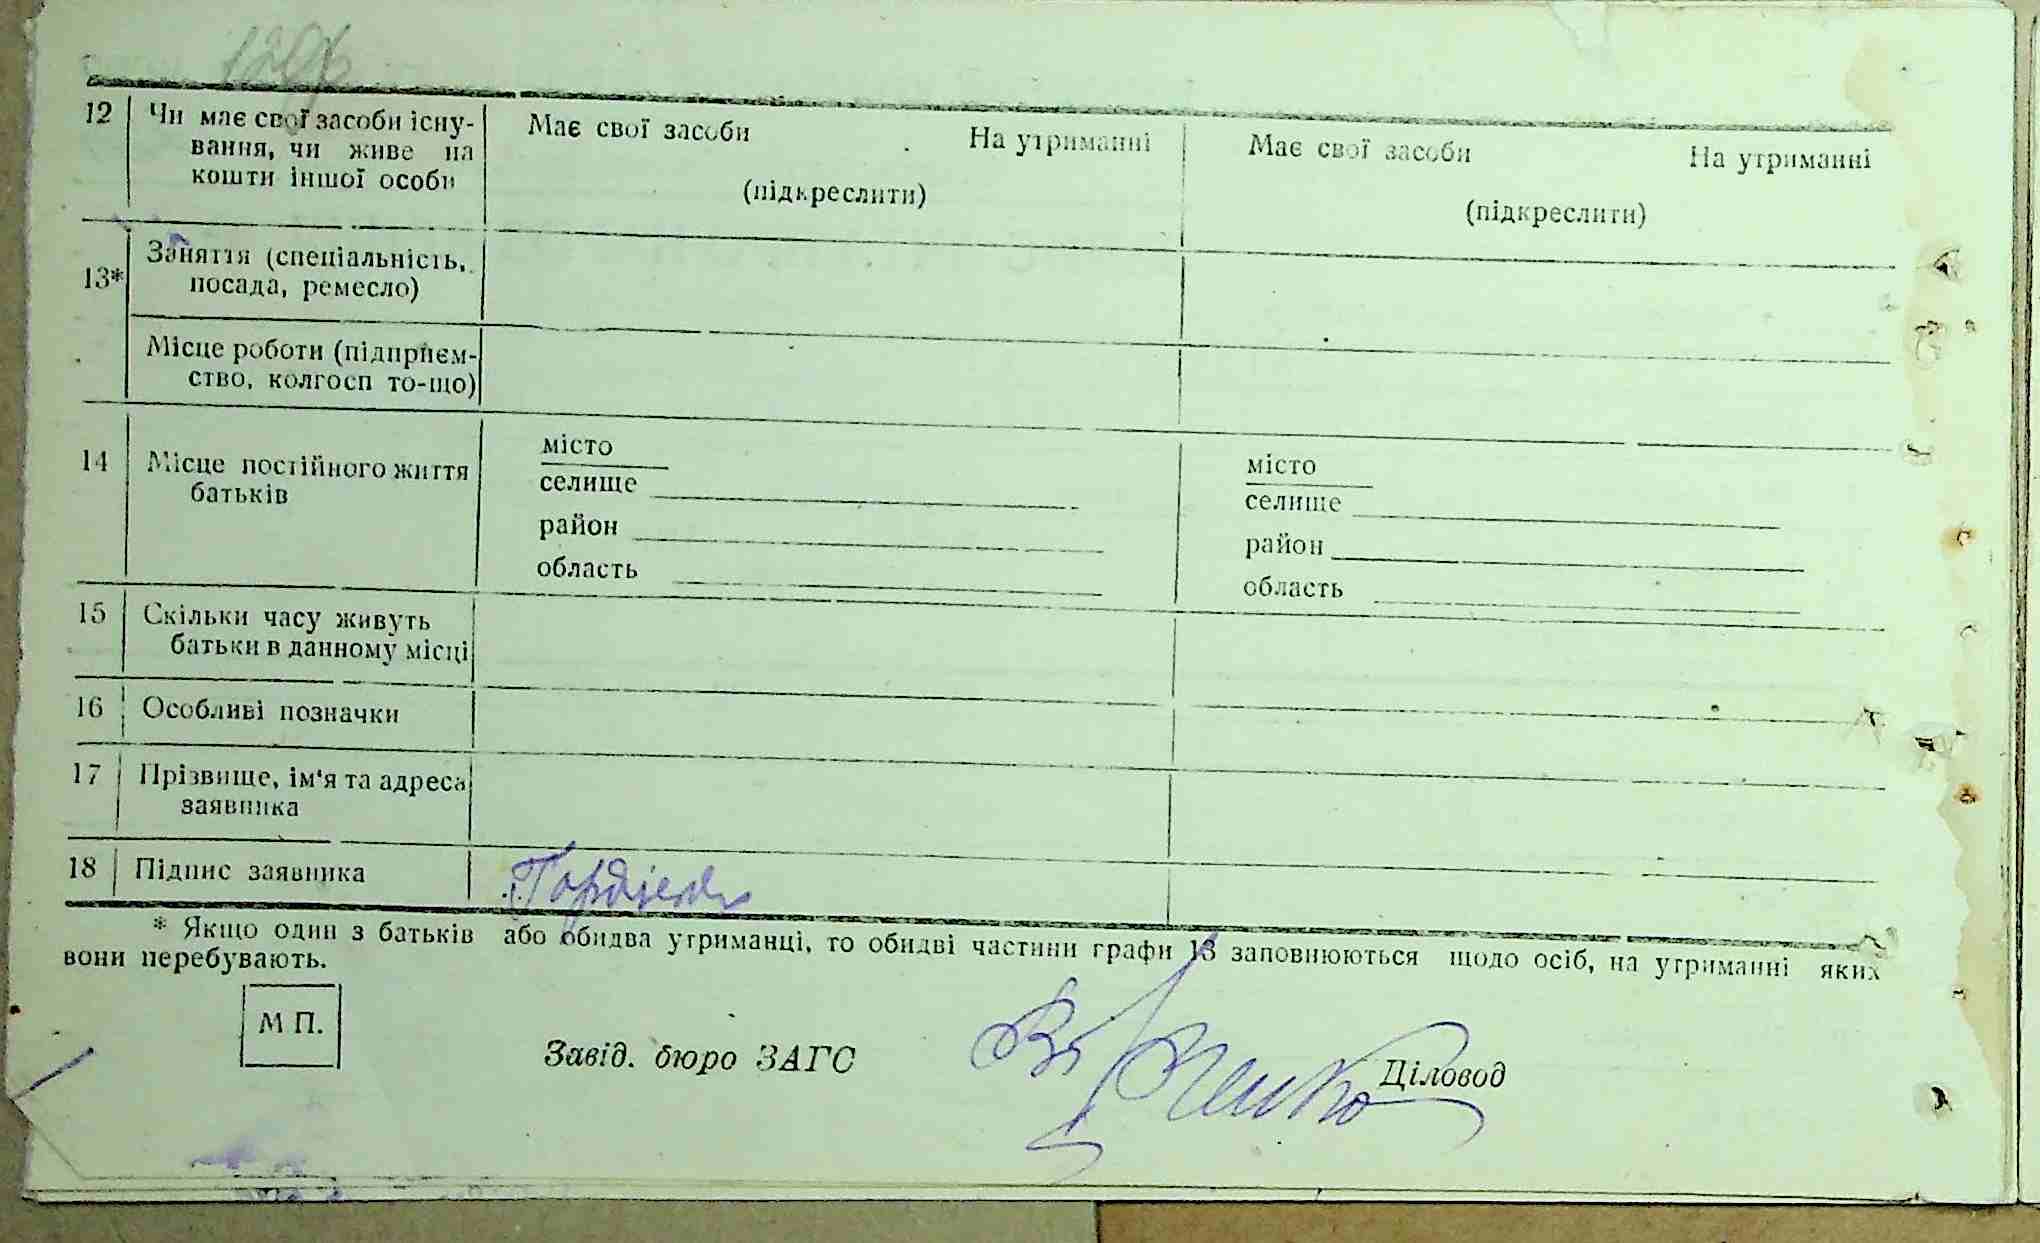 12 Чи має свої засоби існу-
вання, чи живе на
кошти іншої особи
Має свої засоби На утриманні
(підкреслити)
Має свої засоби На утриманні
(підкреслити)
13* Заняття (спеціальність,
посада, ремесло)
Місце роботи (підприєм-
ство, колгосп то-що)
14 Місце постійного життя
батьків
місто
селище
район
область
місто
селище
район
область
15 Скільки часу живуть
батьки в данному місці
16 Особливі позначки
17 Прізвище, ім'я та адреса
заявника
18 Підпис заявника
* Якщо один з батьків або обидва утриманці, то обидві частини графи 13 заповнюються щодо осіб, на утриманні яких
вони перебувають.
М П.
Завід. бюро ЗАГС Діловод